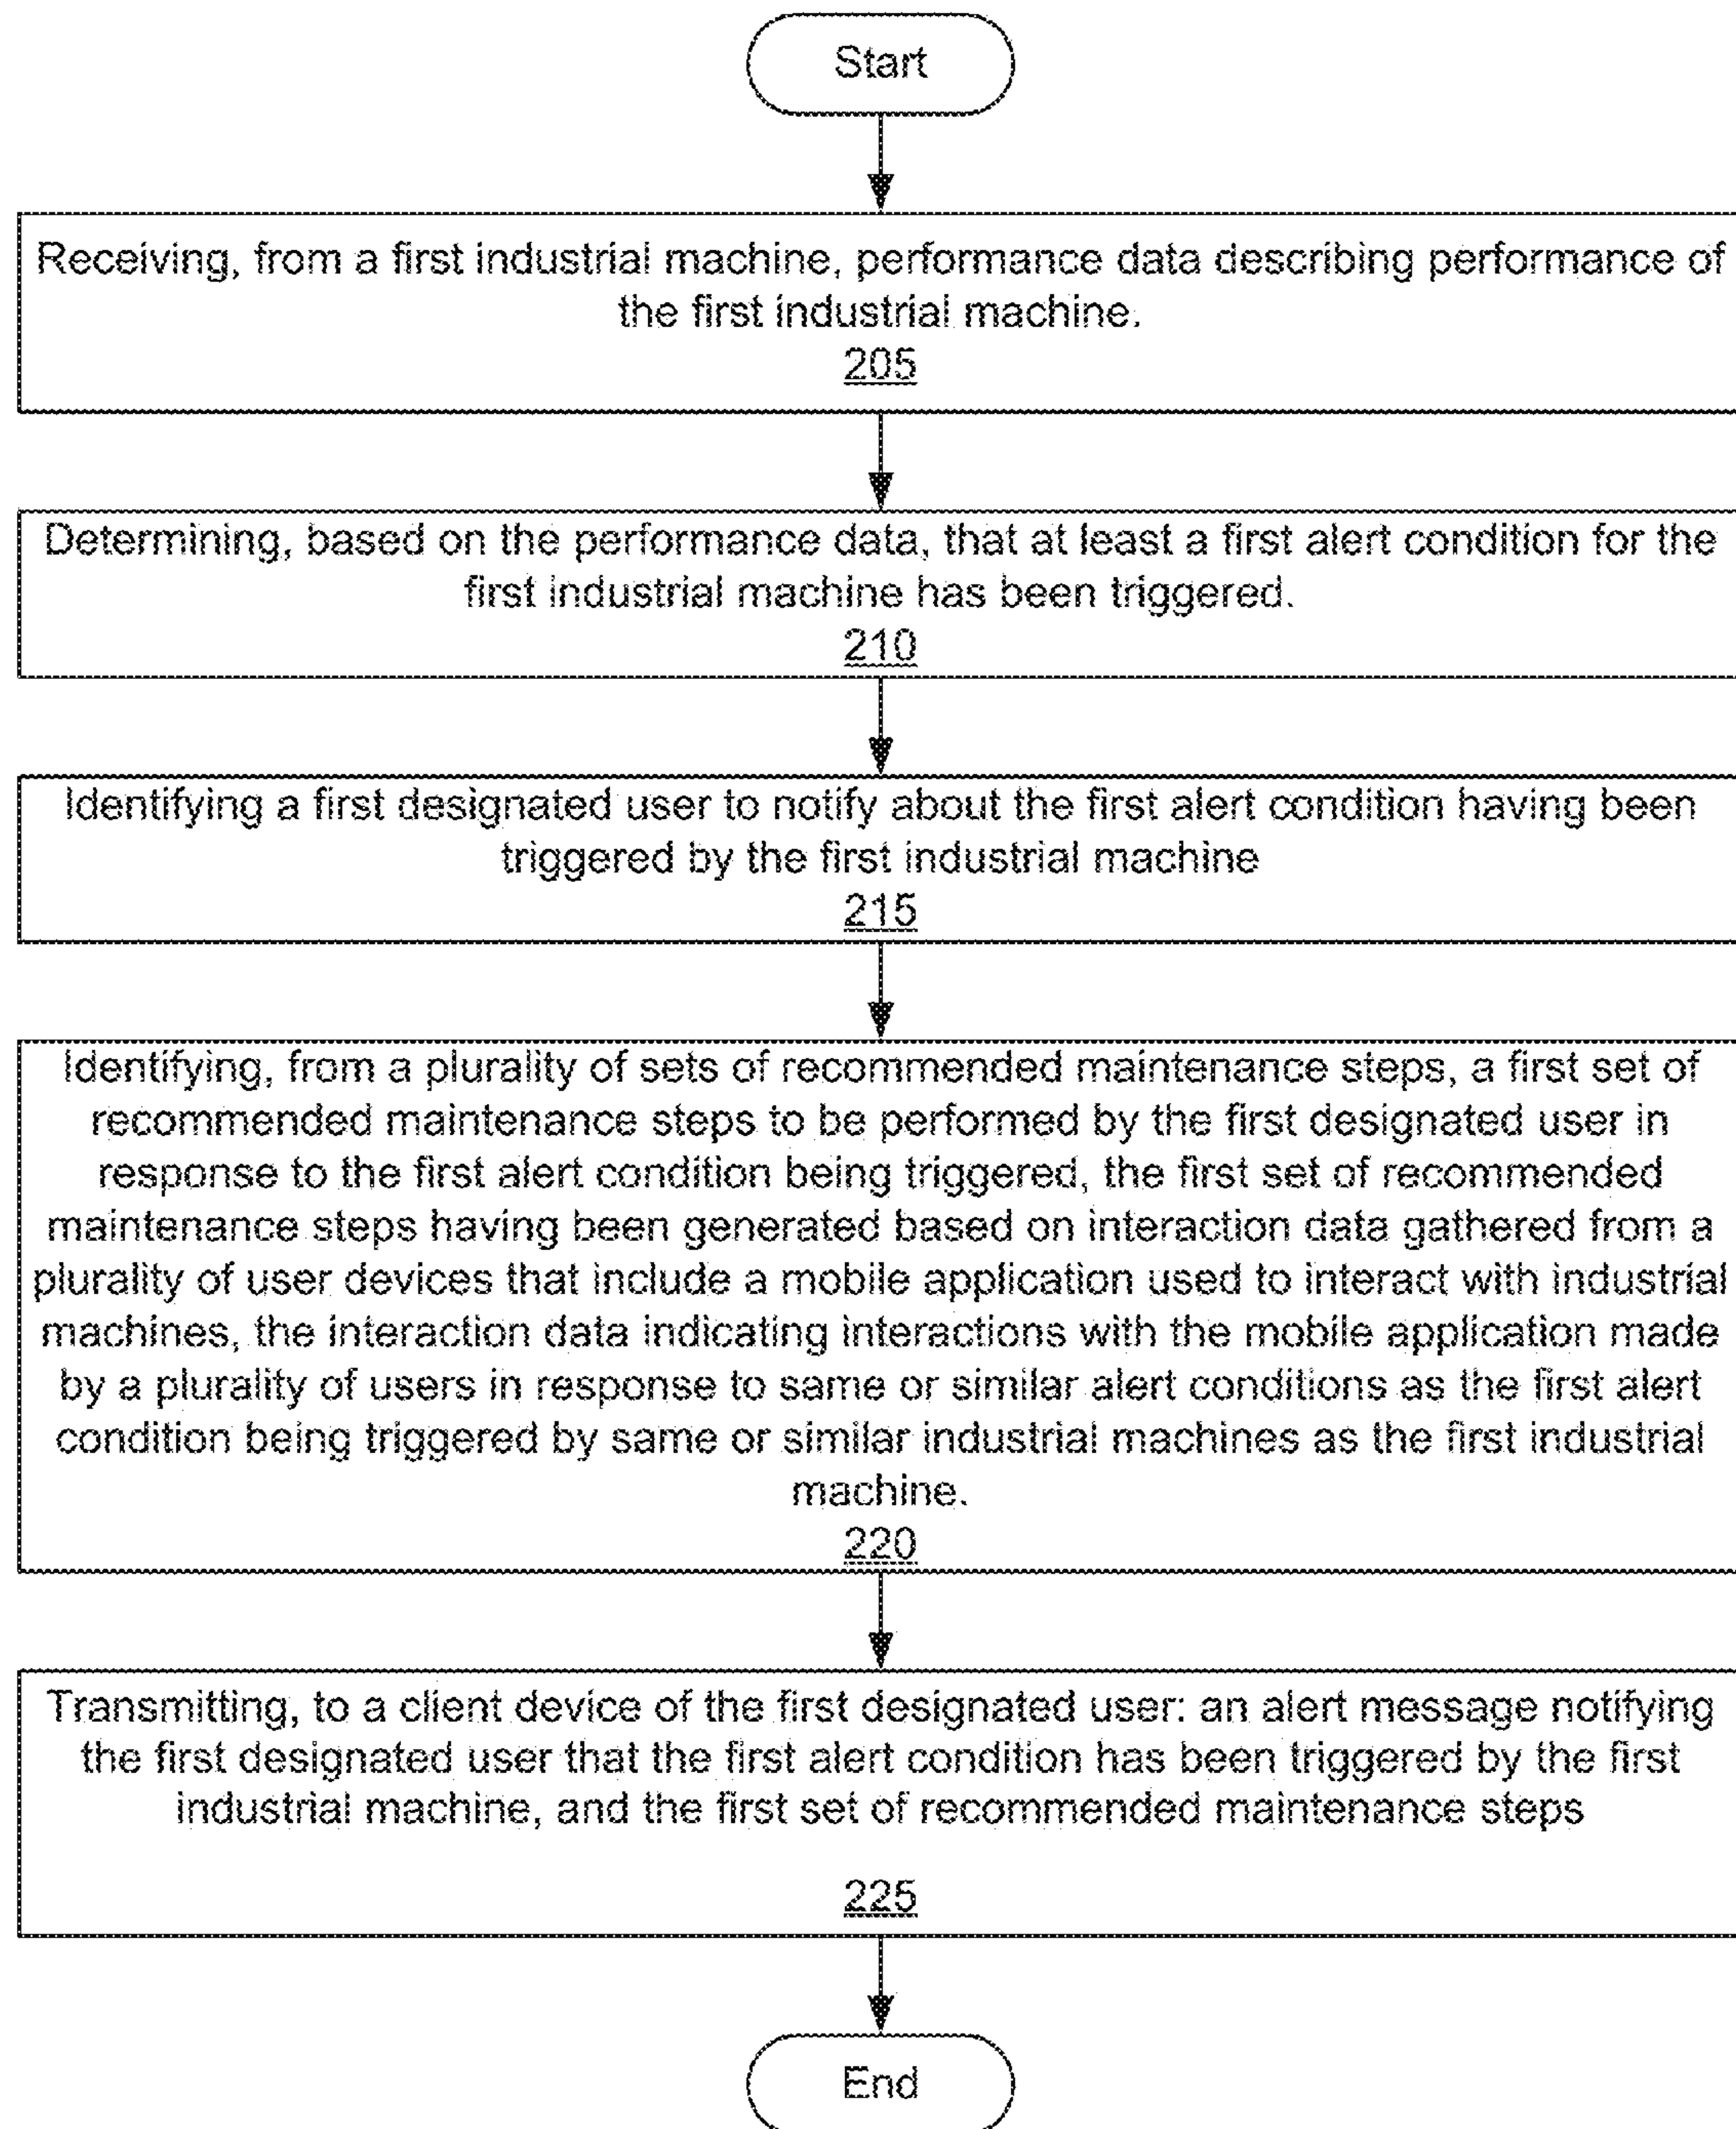 Start
Receiving, from a first industrial machine, performance data describing performance of
the first industrial machine.
205
Determining, based on the performance data, that at least a first alert condition for the
first industrial machine has been triggered.
210
Identifying a first designated user to notify about the first alert condition having been
triggered by the first industrial machine
215
Identifying, from a plurality of sets of recommended maintenance steps, a first set of
recommended maintenance steps to be performed by the first designated user in
response to the first alert condition being triggered, the first set of recommended
maintenance steps having been generated based on interaction data gathered from a
plurality of user devices that include a mobile application used to interact with industrial
machines, the interaction data indicating interactions with the mobile application made
by a plurality of users in response to same or similar alert conditions as the first alert
condition being triggered by same or similar industrial machines as the first industrial
machine.
220
Transmitting, to a client device of the first designated user: an alert message notifying
the first designated user that the first alert condition has been triggered by the first
industrial machine, and the first set of recommended maintenance steps
225
End